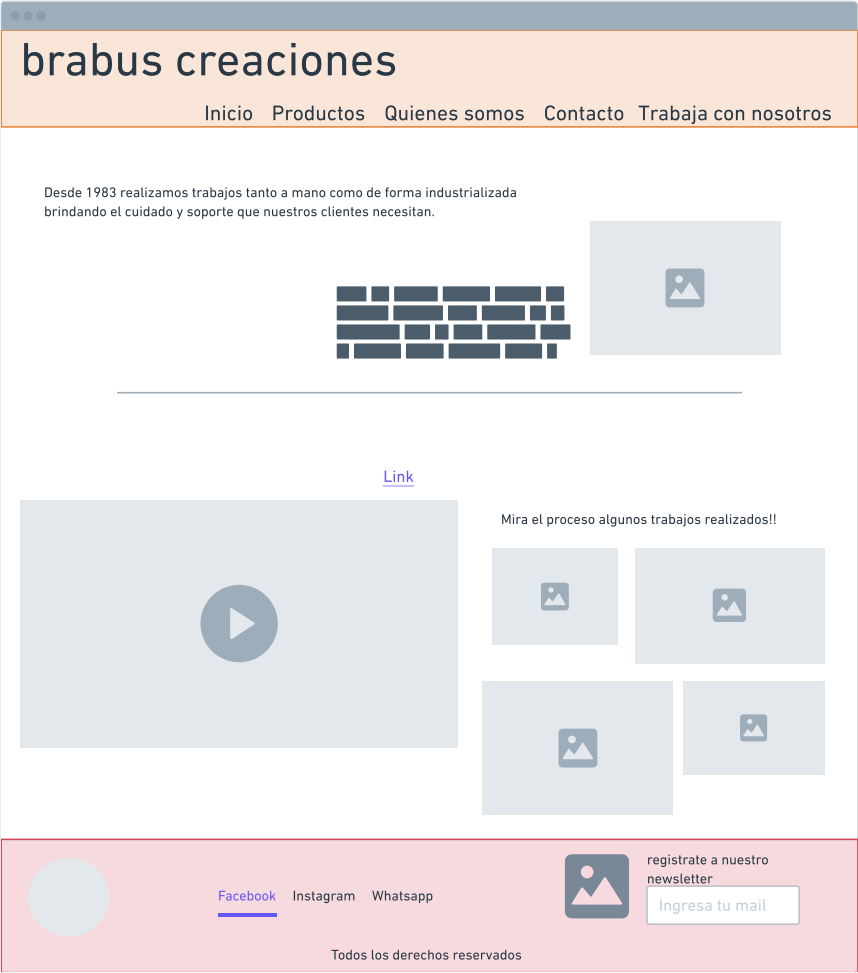 brabus creaciones
Inicio Productos Quienes somos Contacto Trabaja con nosotros
Desde 1983 realizamos trabajos tanto a mano como de forma industrializada
brindando el cuidado y soporte que nuestros clientes necesitan.
Link
Mira el proceso algunos trabajos realizados!!
registrate a nuestro
newsletter
Facebook Instagram Whatsapp
Ingresa tu mail
Todos los derechos reservados